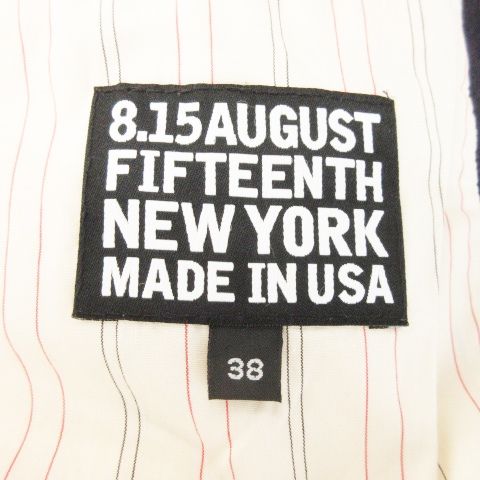 8.15AUGUST
FIFTEENTH
NEW YORK
MADE IN USA
38